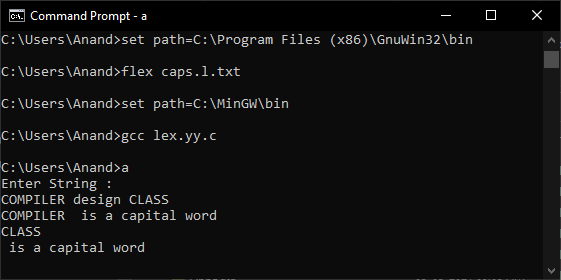 Command Prompt - a
C:\Users\Anand>set path=C:\Program Files (x86)\GnuWin32\bin
C:\Users\Anand>flex caps.l.txt
C:\Users\Anand>set path=C:\MinGW\bin
C:\Users\Anand>gcc lex.yy.c
C:\Users\Anand>a
Enter String :
COMPILER design CLASS
COMPILER  is a capital word
CLASS
 is a capital word